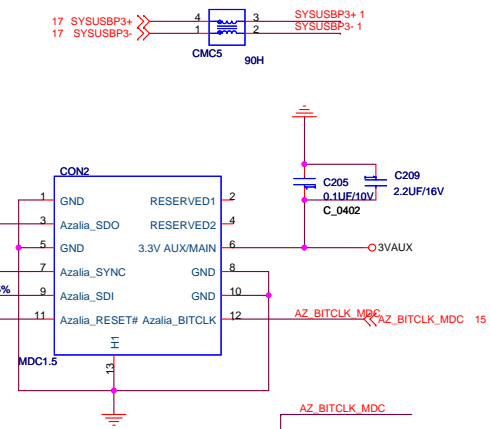 17 SYSUSBP3+ 4 3 SYSUSBP3+ 1
17 SYSUSBP3- 1 2 SYSUSBP3- 1
CMC5
90H
CON2
C205
C209
0.1UF/10V
2.2UF/16V
C_0402
1 GND RESERVED1 2
3 Azalia_SDO RESERVED2 4
5 GND 3.3V AUX/MAIN 6
3VAUX
7 Azalia_SYNC GND 8
% 9 Azalia_SDI GND 10
11 Azalia_RESET# Azalia_BITCLK 12
AZ_BITCLK_MDC
AZ_BITCLK_MDC 15
H1
MDC1.5
13
AZ_BITCLK_MDC